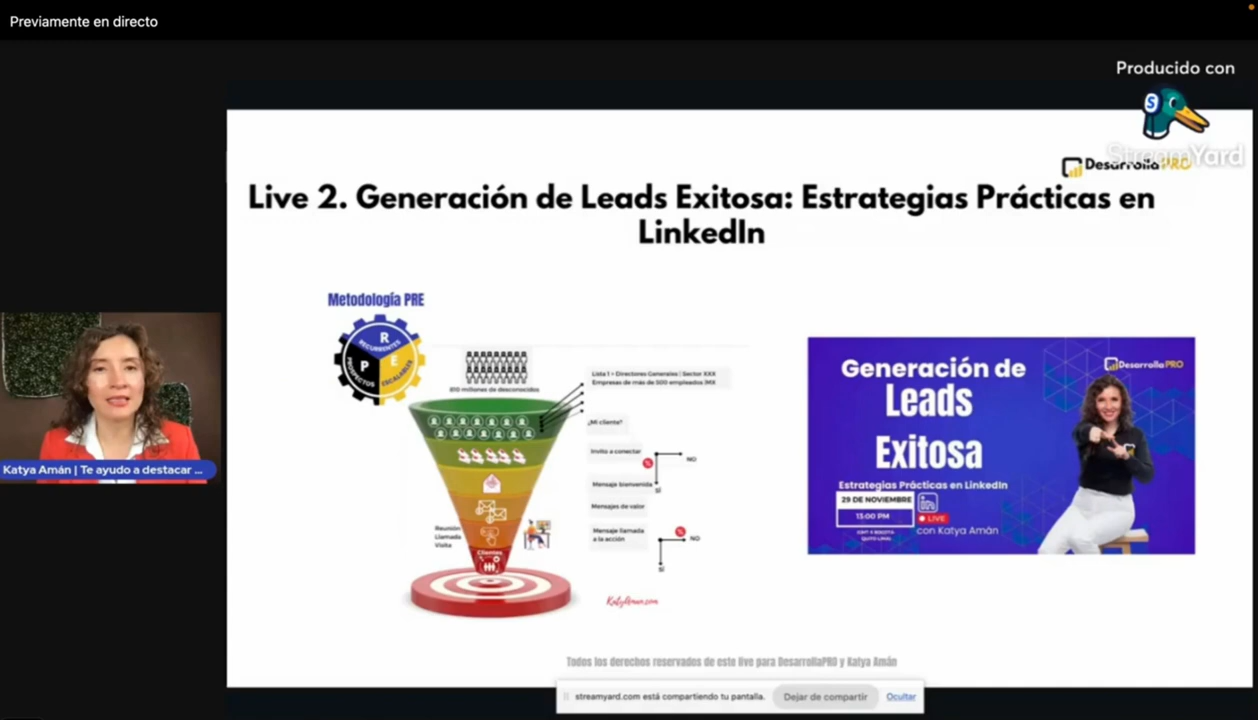 Previamente en directo
Producido con
StreamYard
DesarrollaPRO
Live 2. Generación de Leads Exitosa: Estrategias Prácticas en
LinkedIn
Metodología PRE
R
RECURRENTES
P
PROSPECTOS
E
ESCALABLES
810 millones de desconocidos
Lista 1 = Directores Generales | Sector XXX
Empresas de más de 500 empleados MX
¿Mi cliente?
Invito a conectar
NO
Mensaje bienvenida
SÍ
Mensajes de valor
Reunión
Llamada
Visita
Mensaje llamada
a la acción
NO
SÍ
Clientes
KatyaAman.com
Generación de
Leads
Exitosa
DesarrollaPRO
Estrategias Prácticas en LinkedIn
29 DE NOVIEMBRE
13:00 PM
LIVE
con Katya Amán
Katya Amán | Te ayudo a destacar ...
Todos los derechos reservados de este live para DesarrollaPRO y Katya Amán
streamyard.com está compartiendo tu pantalla.
Dejar de compartir
Ocultar